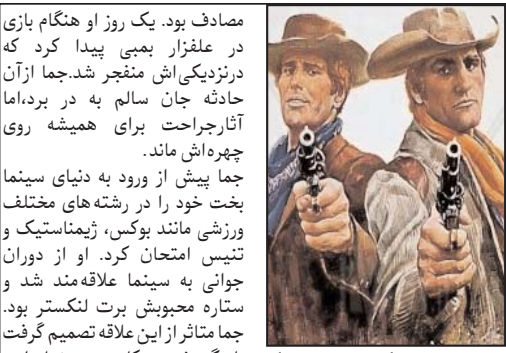 مصادف بود. یک روز او هنگام بازی
در علفزار بمبی پیدا کرد که
درنزدیکی‌اش منفجر شد.جما ازآن
حادثه جان سالم به در برد،اما
آثارجراحت برای همیشه روی
چهره‌اش ماند.
جما پیش از ورود به دنیای سینما
بخت خود را در رشته های مختلف
ورزشی مانند بوکس، ژیمناستیک و
تنیس امتحان کرد. او از دوران
جوانی به سینما علاقه‌مند شد و
ستاره محبوبش برت لنکستر بود.
جما متاثر از این علاقه تصمیم گرفت